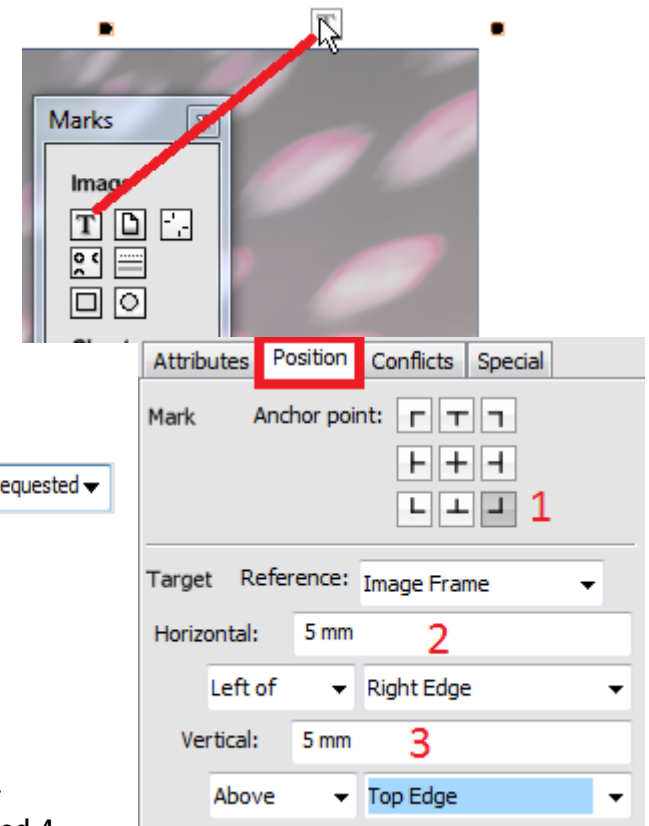 T
Marks
Image
T
Attributes Position Conflicts Special
Mark Anchor point:
1
equested
Target Reference: Image Frame
Horizontal: 5 mm 2
Left of Right Edge
Vertical: 5 mm 3
Above Top Edge